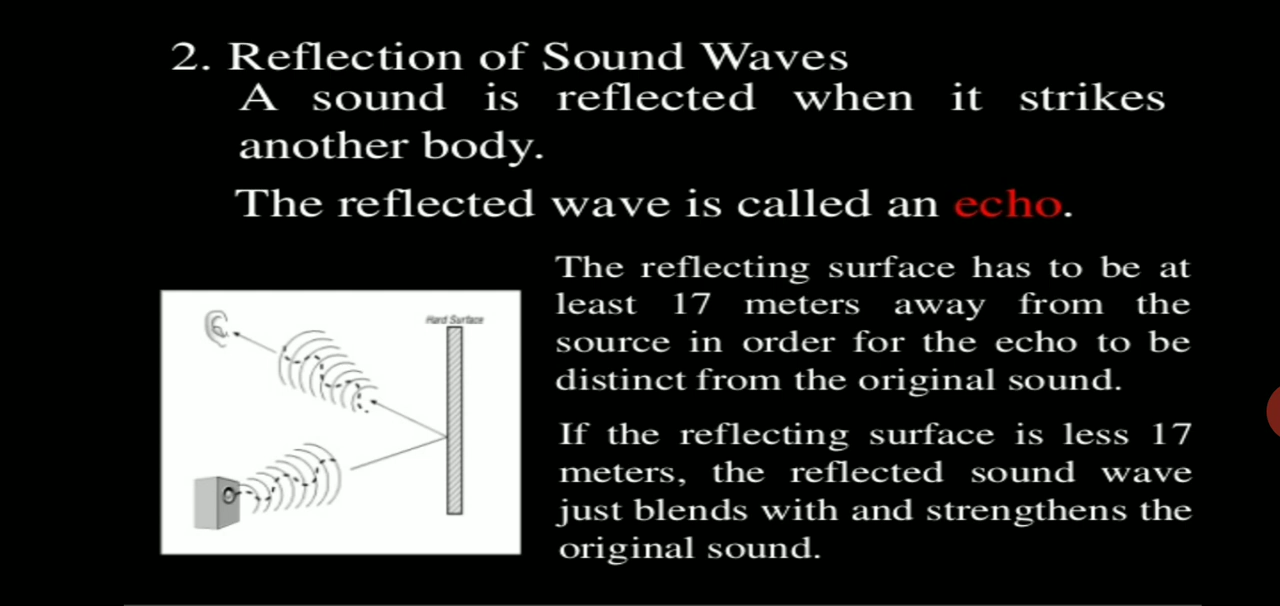 2. Reflection of Sound Waves
A sound is reflected when it strikes
another body.
The reflected wave is called an echo.
The reflecting surface has to be at
least 17 meters away from the
source in order for the echo to be
distinct from the original sound.
Hard Surface
If the reflecting surface is less 17
meters, the reflected sound wave
just blends with and strengthens the
original sound.